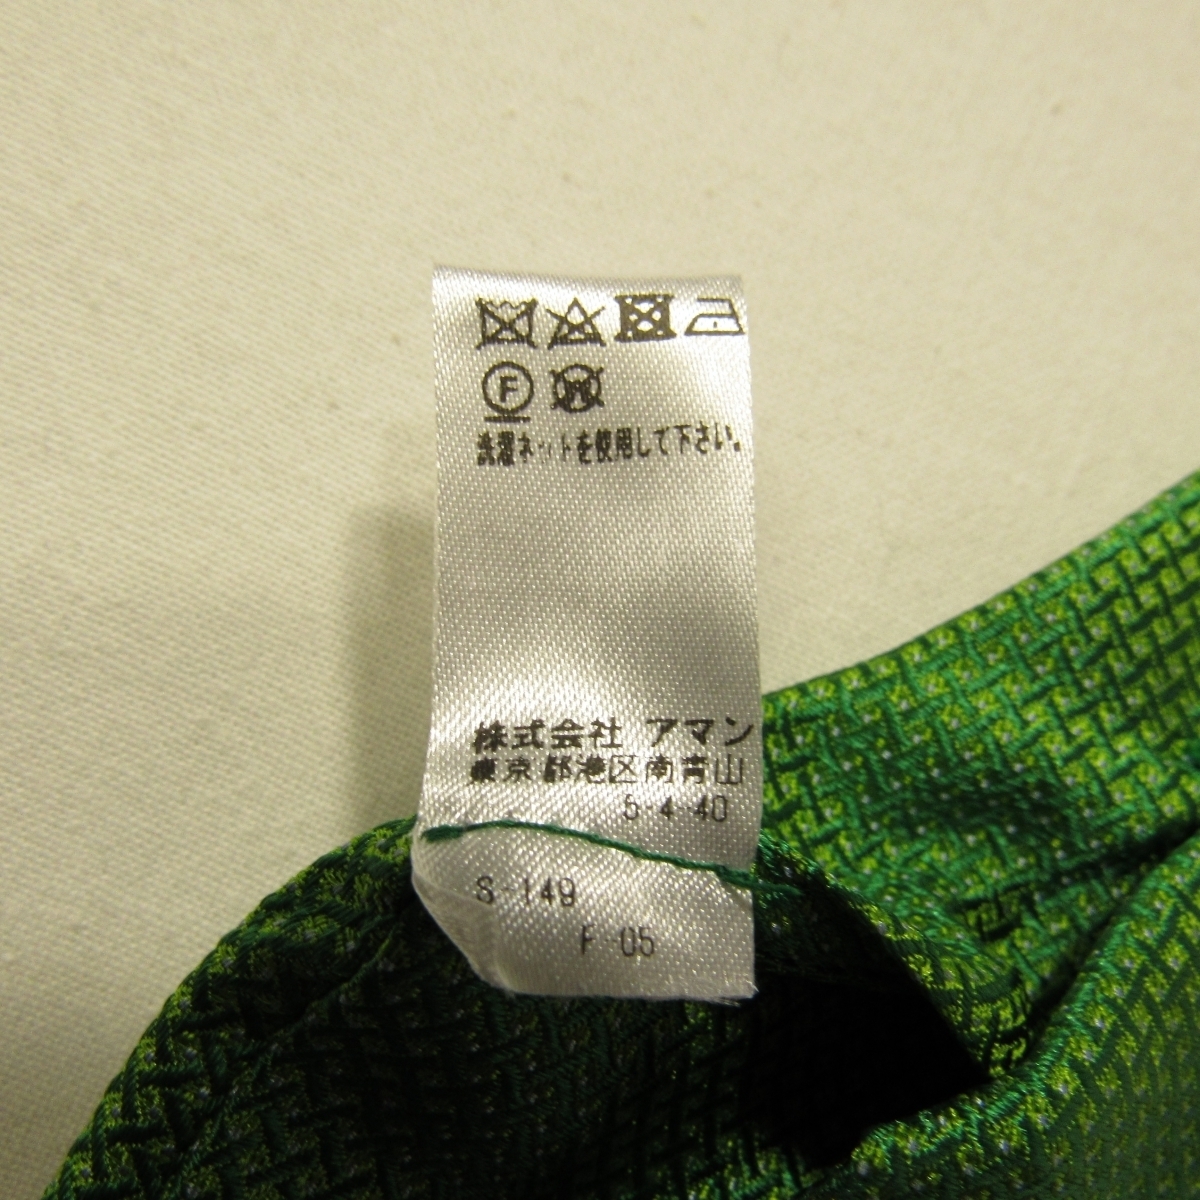 F W
洗濯ネットを使用して下さい。
株式会社 アマン
東京都港区南青山
5-4-40
S-149
F-05